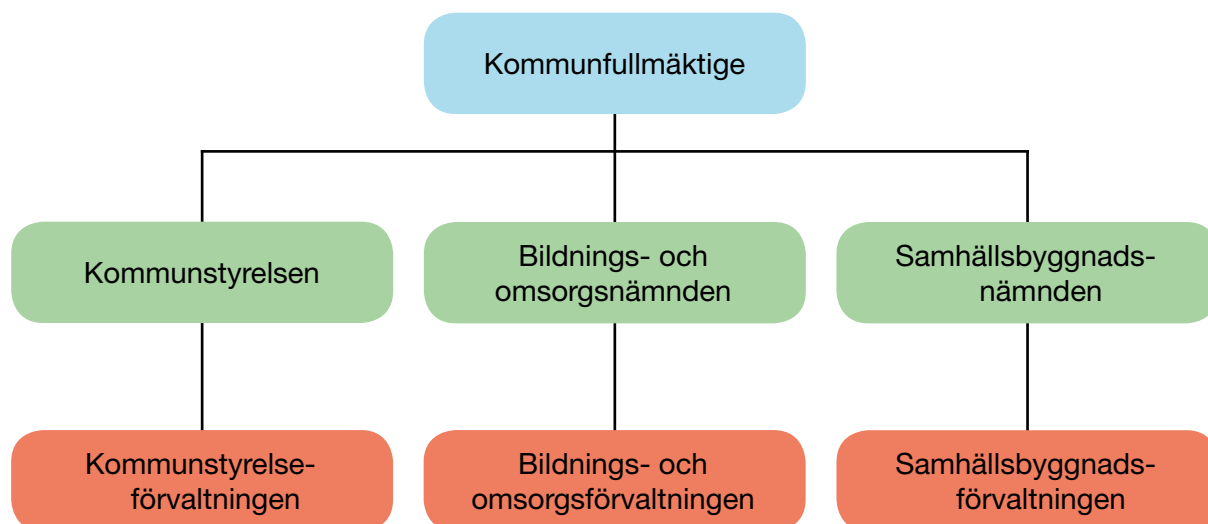 Kommunfullmäktige
Kommunstyrelsen
Bildnings- och
omsorgsnämnden
Samhällsbyggnads-
nämnden
Kommunstyrelse-
förvaltningen
Bildnings- och
omsorgsförvaltningen
Samhällsbyggnads-
förvaltningen